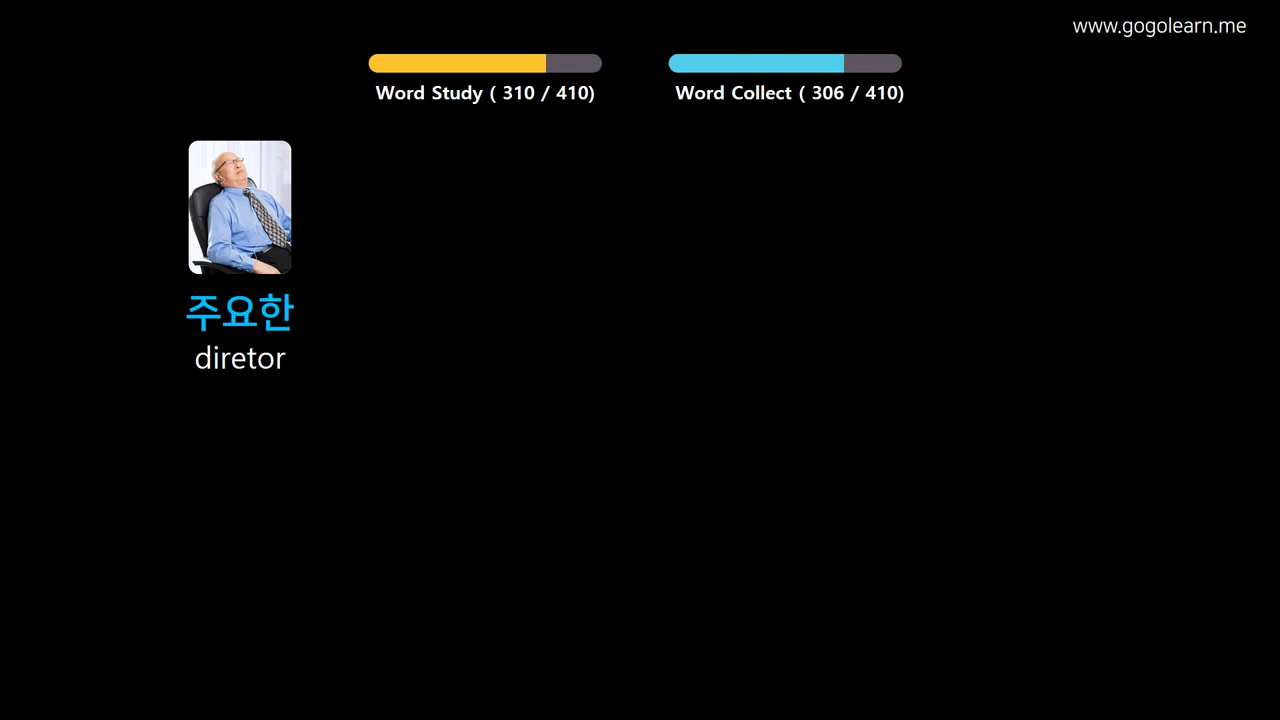 www.gogolearn.me
Word Study ( 310 / 410)
Word Collect ( 306 / 410)
주요한
diretor